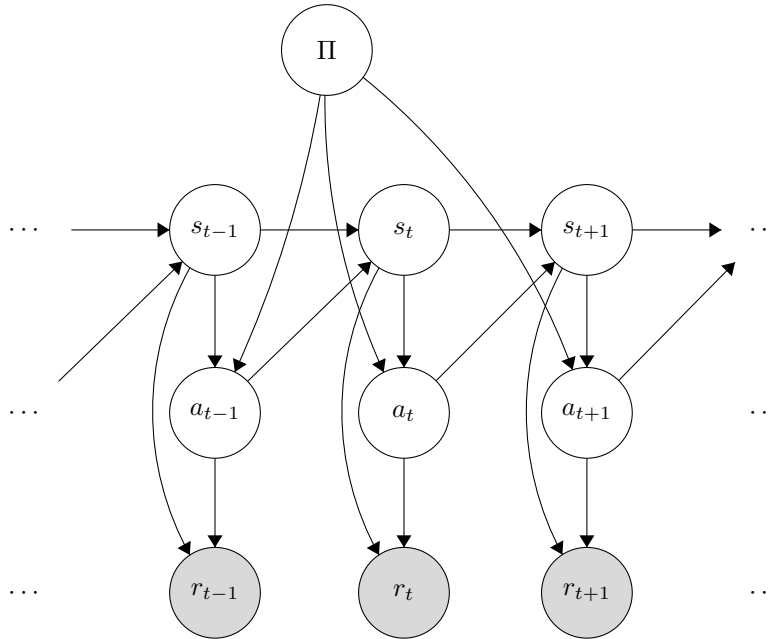 Π
⋯ s_{t−1} s_t s_{t+1} ⋯
⋯ a_{t−1} a_t a_{t+1} ⋯
⋯ r_{t−1} r_t r_{t+1} ⋯